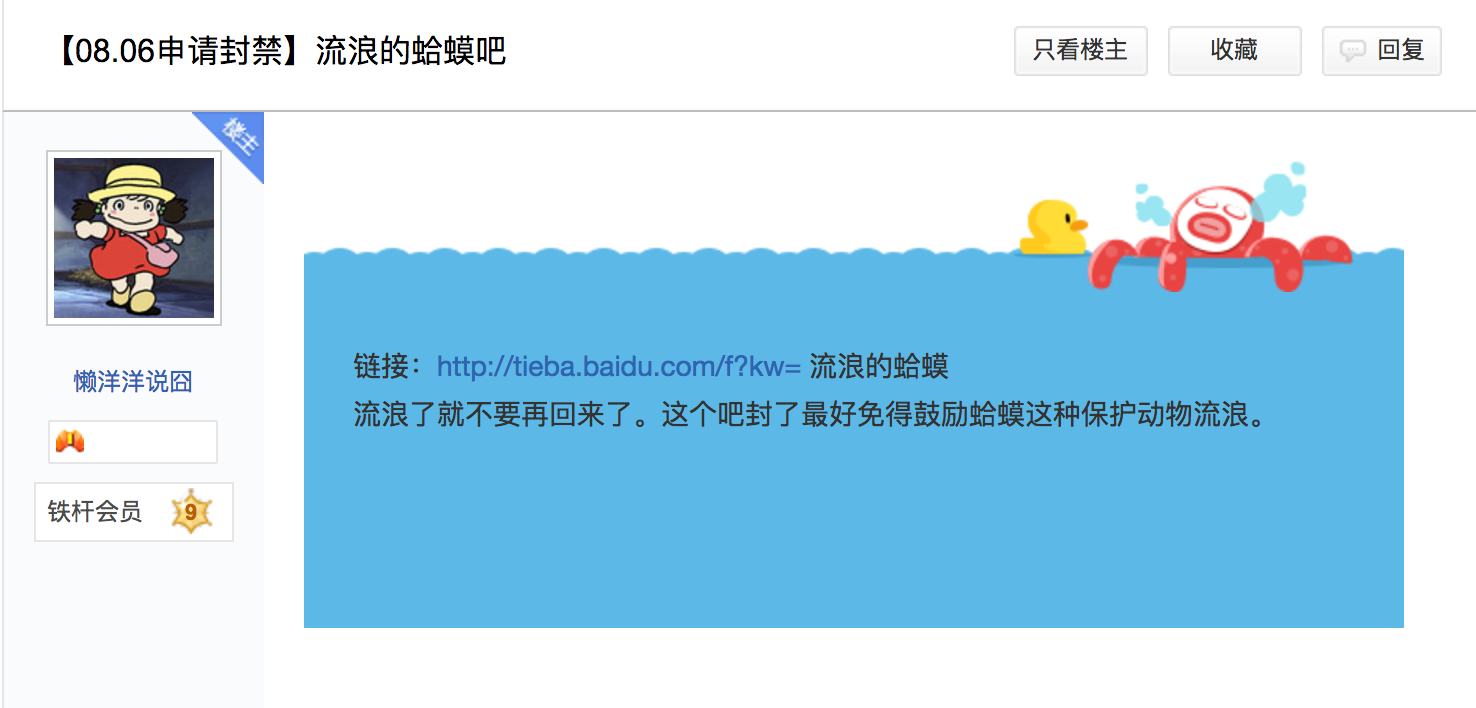 【08.06申请封禁】流浪的蛤蟆吧
只看楼主
收藏
回复
楼主
链接：http://tieba.baidu.com/f?kw= 流浪的蛤蟆
流浪了就不要再回来了。这个吧封了最好免得鼓励蛤蟆这种保护动物流浪。
懒洋洋说囧
铁杆会员 9